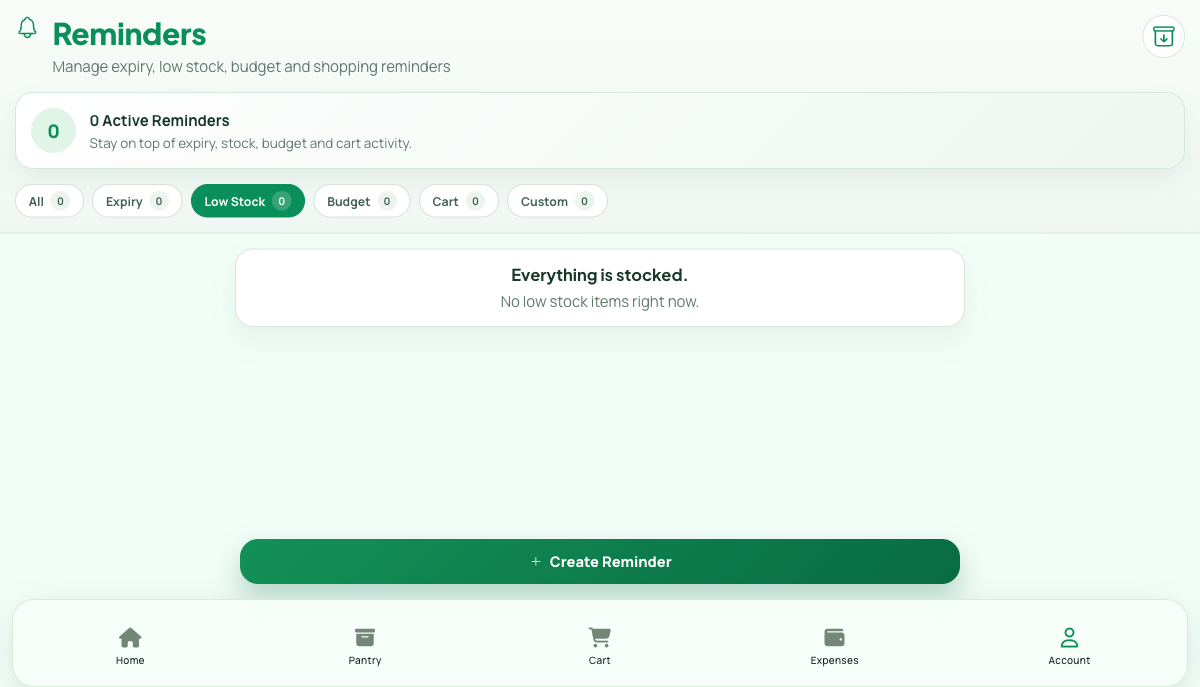 Reminders
Manage expiry, low stock, budget and shopping reminders
0
0 Active Reminders
Stay on top of expiry, stock, budget and cart activity.
All 0 Expiry 0 Low Stock 0 Budget 0 Cart 0 Custom 0
Everything is stocked.
No low stock items right now.
+ Create Reminder
Home Pantry Cart Expenses Account